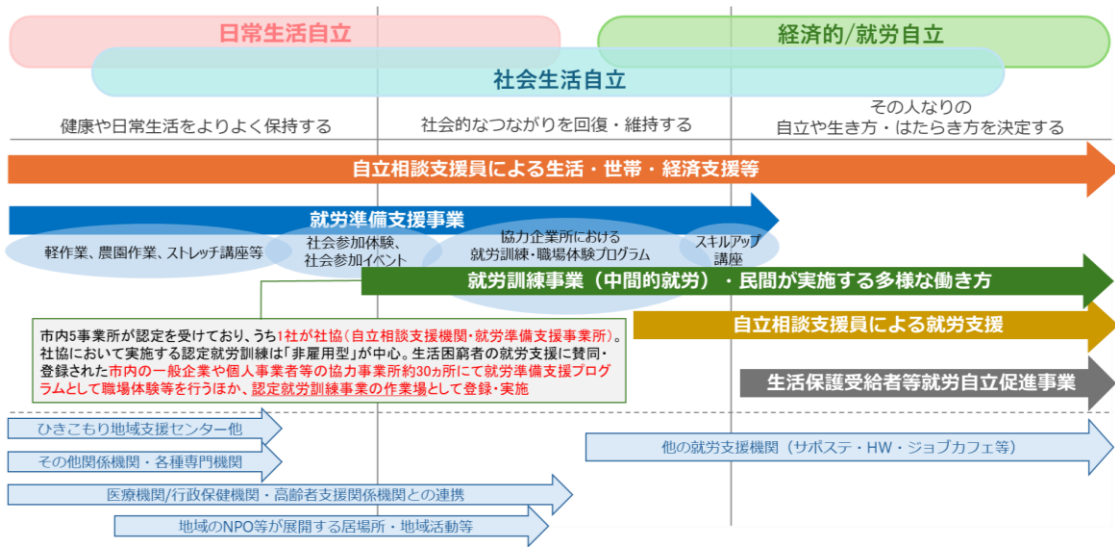 日常生活自立
経済的/就労自立
社会生活自立
健康や日常生活をよりよく保持する
社会的なつながりを回復・維持する
その人なりの
自立や生き方・はたらき方を決定する
自立相談支援員による生活・世帯・経済支援等
就労準備支援事業
軽作業、農園作業、ストレッチ講座等
社会参加体験、
社会参加イベント
協力企業所における
就労訓練・職場体験プログラム
スキルアップ
講座
就労訓練事業（中間的就労）・民間が実施する多様な働き方
市内5事業所が認定を受けており、うち1社が社協（自立相談支援機関・就労準備支援事業所）。
社協において実施する認定就労訓練は「非雇用型」が中心。生活困窮者の就労支援に賛同・
登録された市内の一般企業や個人事業者等の協力事業所約30ヵ所にて就労準備支援プログ
ラムとして職場体験等を行うほか、認定就労訓練事業の作業場として登録・実施
自立相談支援員による就労支援
生活保護受給者等就労自立促進事業
ひきこもり地域支援センター他
他の就労支援機関（サポステ・HW・ジョブカフェ等）
その他関係機関・各種専門機関
医療機関/行政保健機関・高齢者支援関係機関との連携
地域のNPO等が展開する居場所・地域活動等